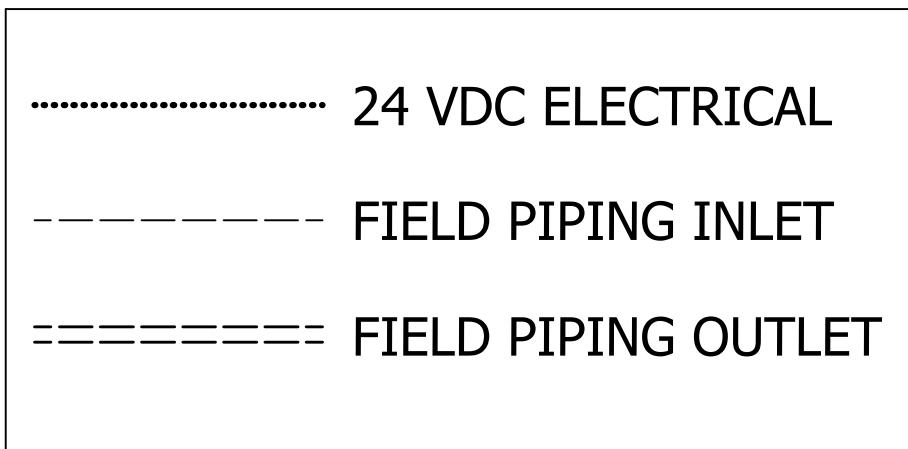 24 VDC ELECTRICAL
FIELD PIPING INLET
FIELD PIPING OUTLET